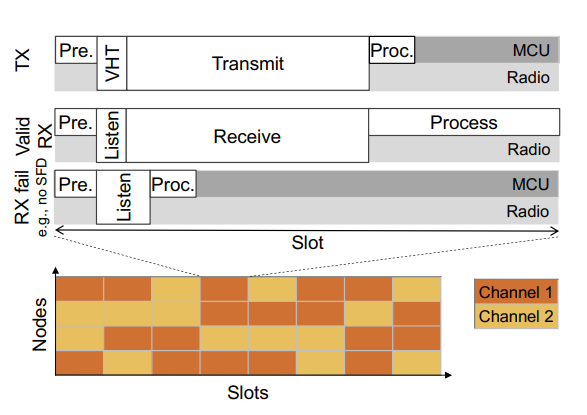 TX
Pre.
VHT
Transmit
Proc.
MCU
Radio
Valid
RX
Pre.
Listen
Receive
Process
Radio
RX fail
e.g., no SFD
Pre.
Listen
Proc.
MCU
Radio
Slot
Nodes
Slots
Channel 1
Channel 2